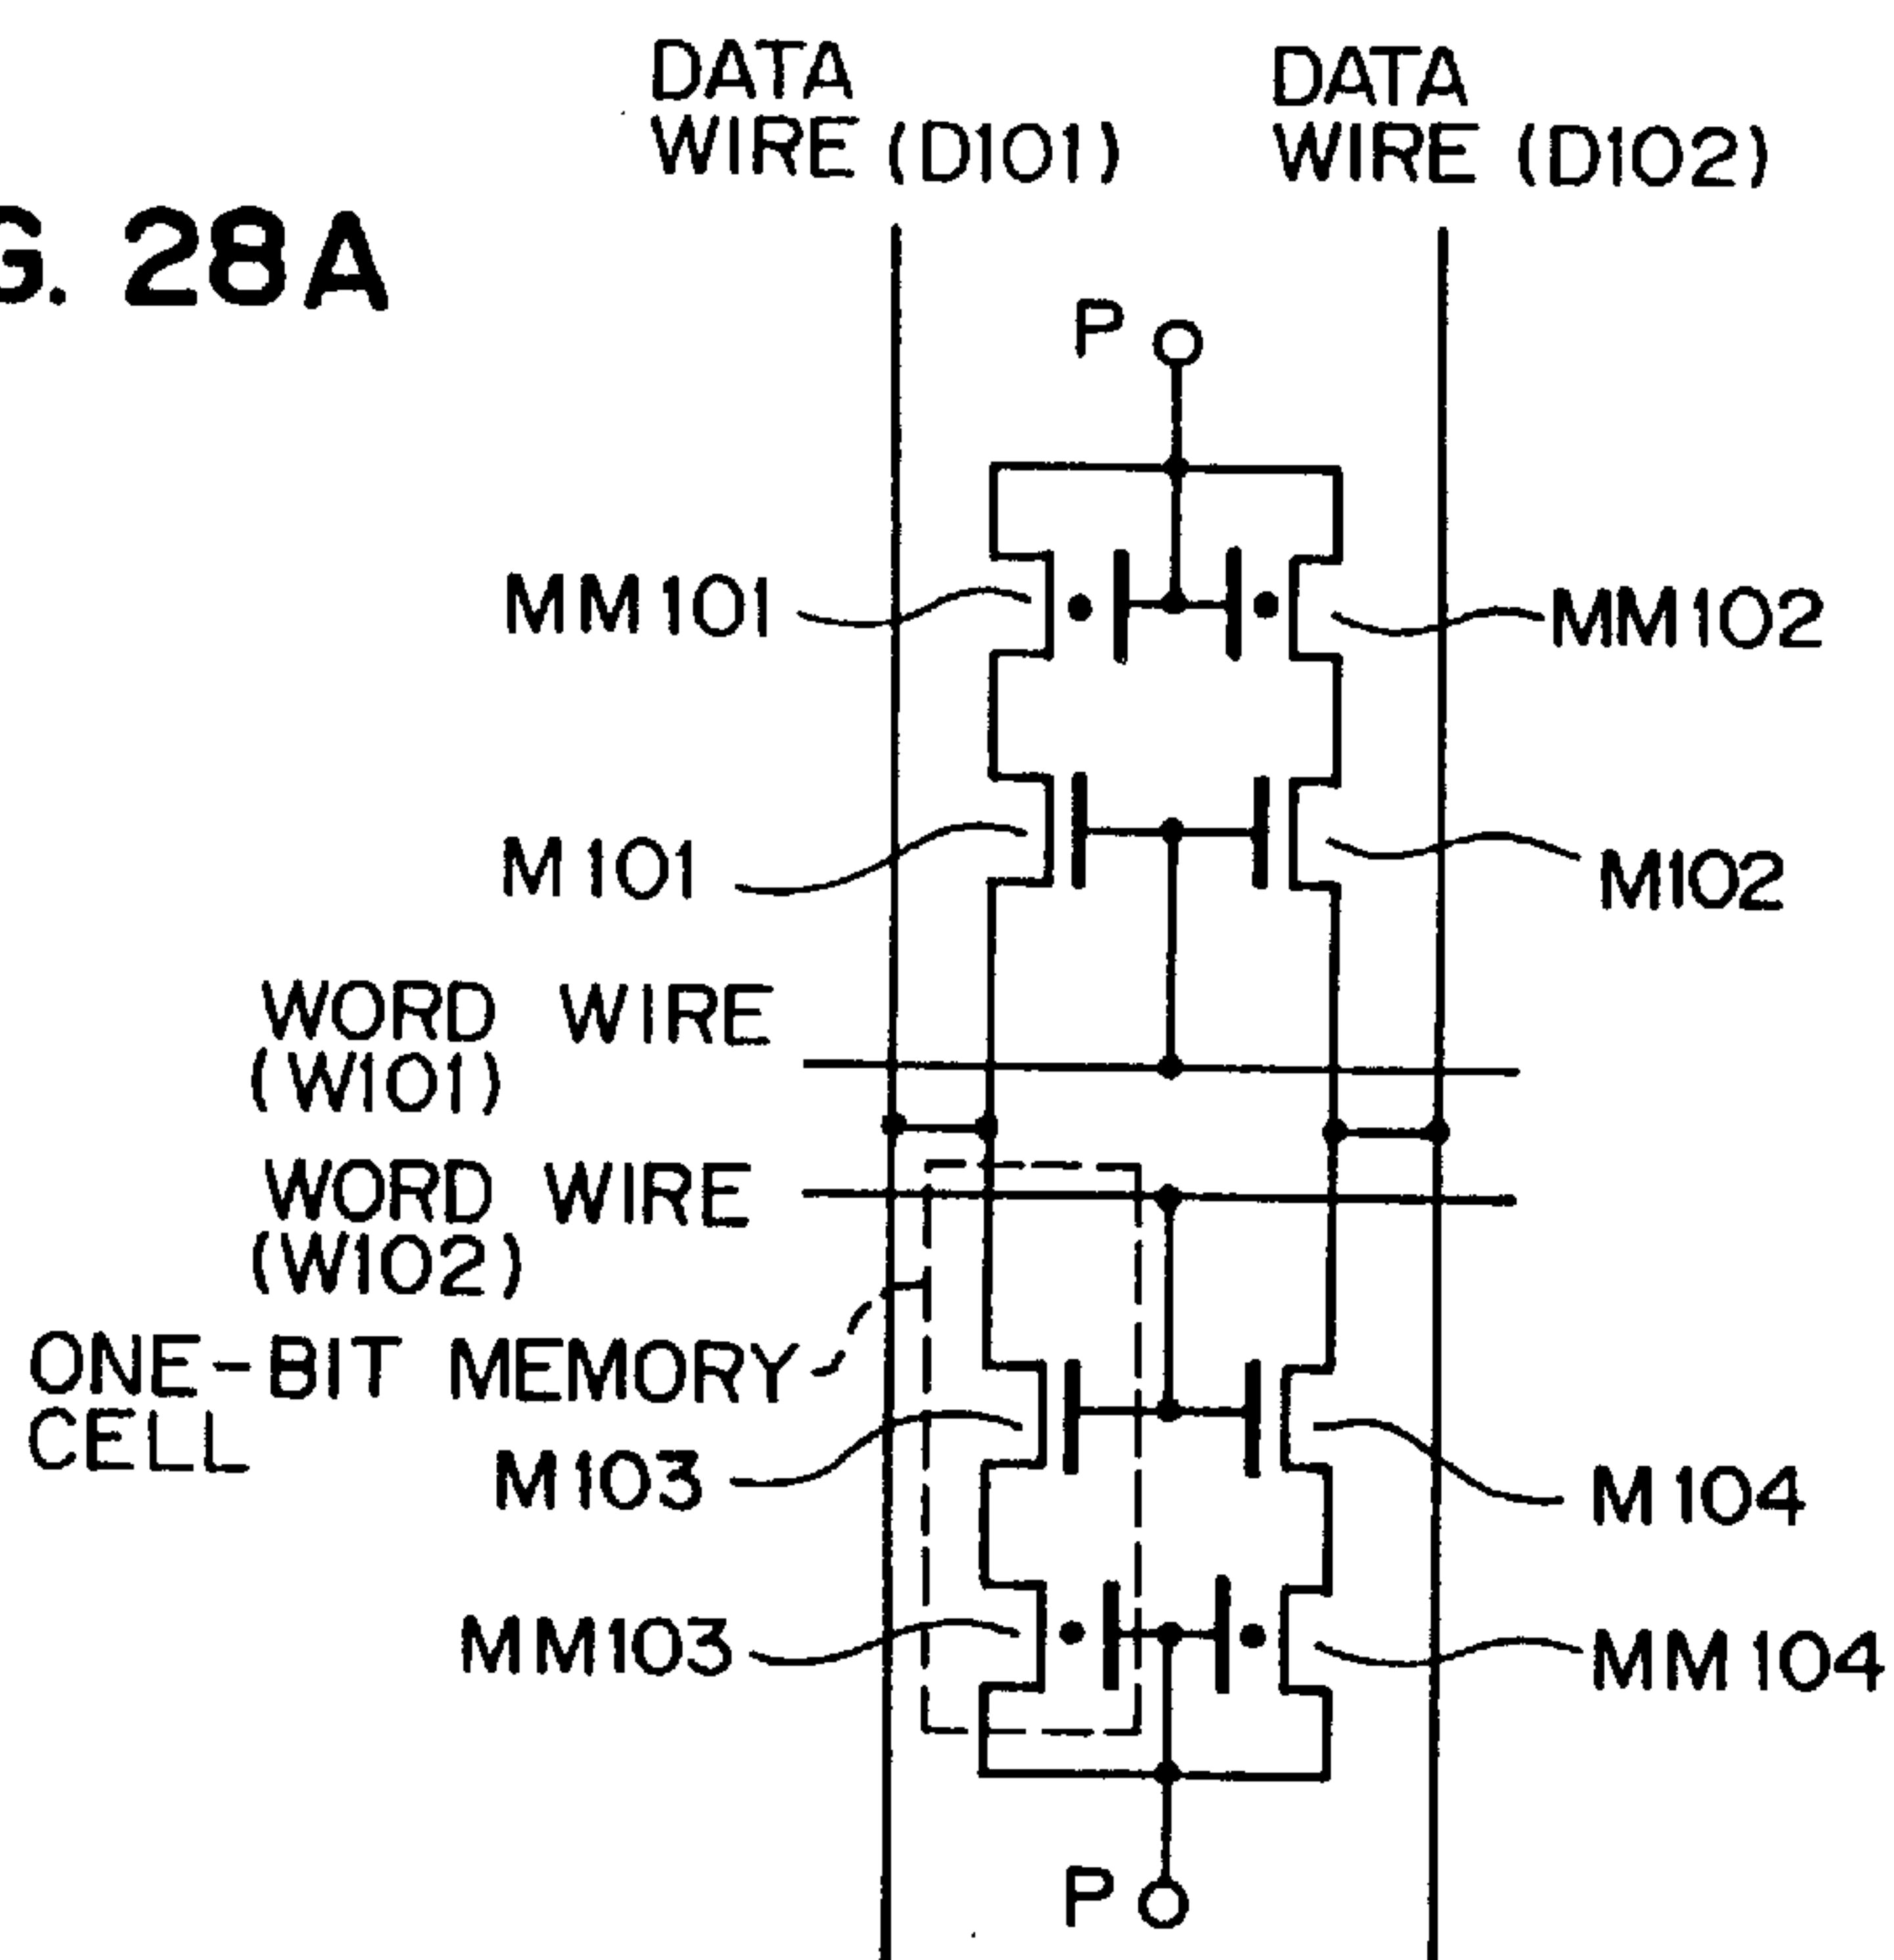 DATA
WIRE (D101)
DATA
WIRE (D102)
G. 28A
P
MM101
MM102
M101
M102
WORD WIRE
(W101)
WORD WIRE
(W102)
ONE-BIT MEMORY
CELL
M103
M104
MM103
MM104
P